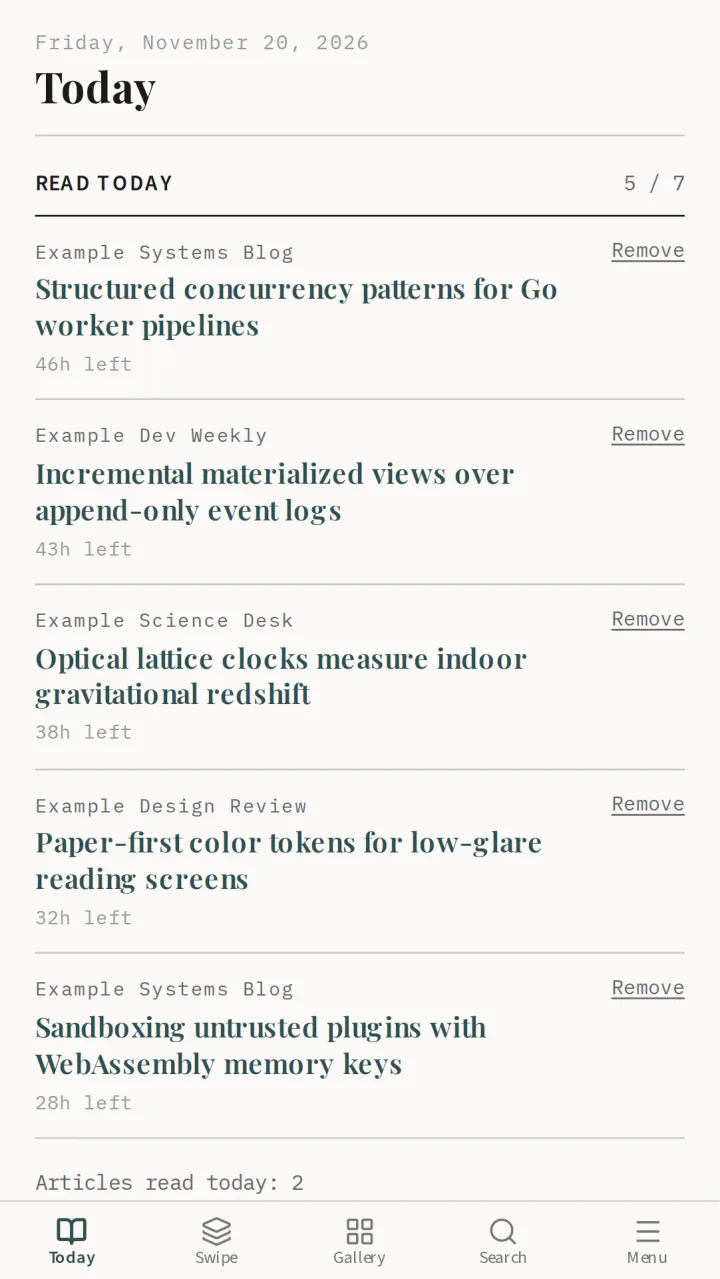 Friday, November 20, 2026
Today
READ TODAY
5 / 7
Example Systems Blog
Remove
Structured concurrency patterns for Go
worker pipelines
46h left
Example Dev Weekly
Remove
Incremental materialized views over
append-only event logs
43h left
Example Science Desk
Remove
Optical lattice clocks measure indoor
gravitational redshift
38h left
Example Design Review
Remove
Paper-first color tokens for low-glare
reading screens
32h left
Example Systems Blog
Remove
Sandboxing untrusted plugins with
WebAssembly memory keys
28h left
Articles read today: 2
Today
Swipe
Gallery
Search
Menu